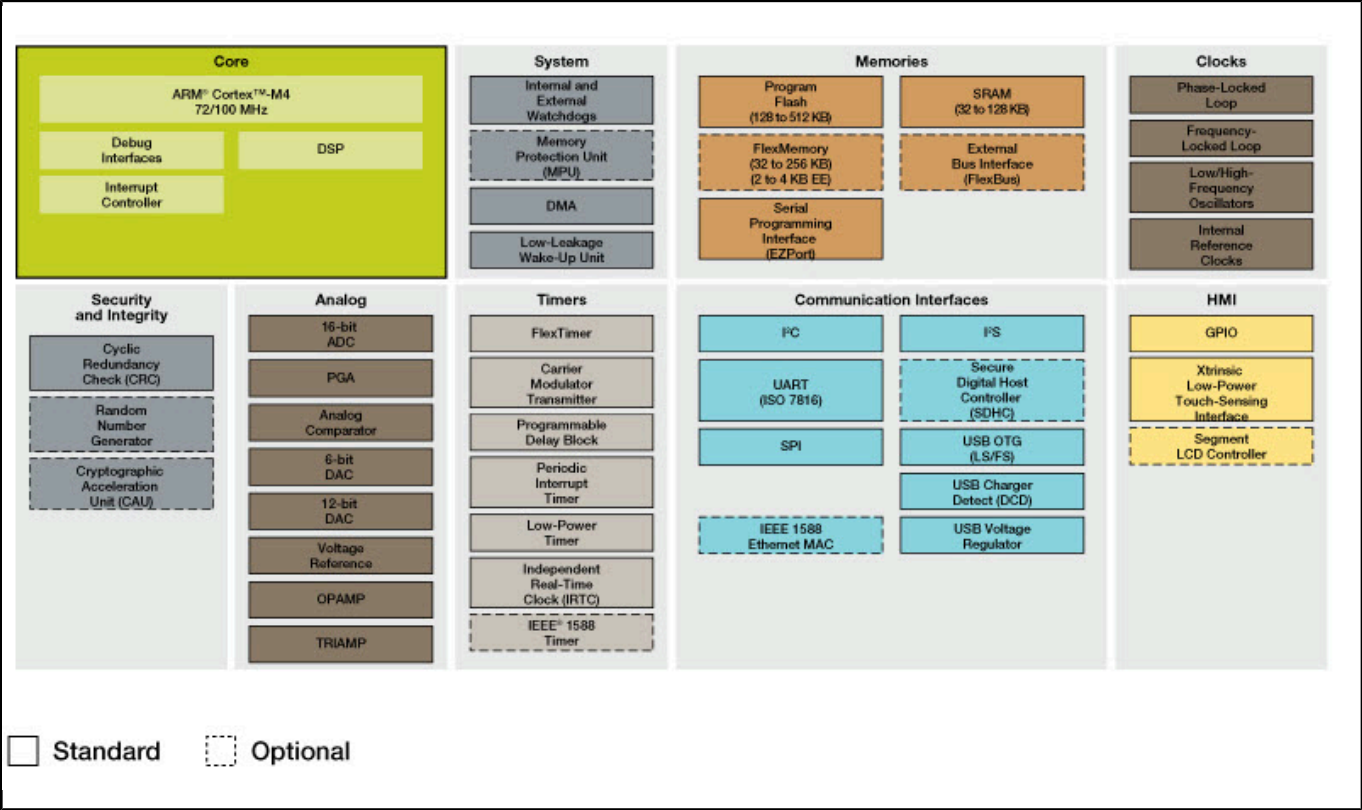 Core
ARM® Cortex™-M4
72/100 MHz
Debug
Interfaces
DSP
Interrupt
Controller
System
Internal and
External
Watchdogs
Memory
Protection Unit
(MPU)
DMA
Low-Leakage
Wake-Up Unit
Memories
Program
Flash
(128 to 512 KB)
SRAM
(32 to 128 KB)
FlexMemory
(32 to 256 KB)
(2 to 4 KB EE)
External
Bus Interface
(FlexBus)
Serial
Programming
Interface
(EZPort)
Clocks
Phase-Locked
Loop
Frequency-
Locked Loop
Low/High-
Frequency
Oscillators
Internal
Reference
Clocks
Security
and Integrity
Cyclic
Redundancy
Check (CRC)
Random
Number
Generator
Cryptographic
Acceleration
Unit (CAU)
Analog
16-bit
ADC
PGA
Analog
Comparator
6-bit
DAC
12-bit
DAC
Voltage
Reference
OPAMP
TRIAMP
Timers
FlexTimer
Carrier
Modulator
Transmitter
Programmable
Delay Block
Periodic
Interrupt
Timer
Low-Power
Timer
Independent
Real-Time
Clock (IRTC)
IEEE® 1588
Timer
Communication Interfaces
I²C
I²S
UART
(ISO 7816)
Secure
Digital Host
Controller
(SDHC)
SPI
USB OTG
(LS/FS)
USB Charger
Detect (DCD)
IEEE 1588
Ethernet MAC
USB Voltage
Regulator
HMI
GPIO
Xtrinsic
Low-Power
Touch-Sensing
Interface
Segment
LCD Controller
Standard
Optional